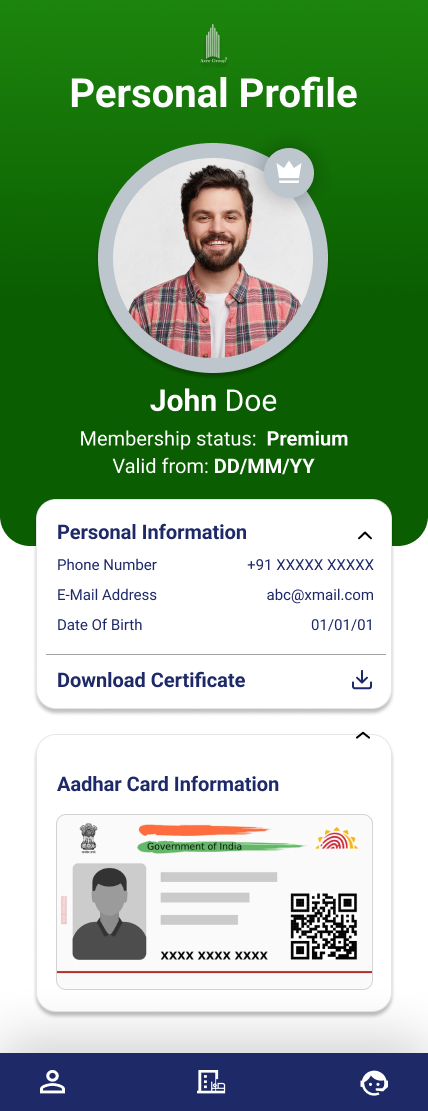 Aero Group
Personal Profile
John Doe
Membership status: Premium
Valid from: DD/MM/YY
Personal Information
Phone Number +91 XXXXX XXXXX
E-Mail Address abc@xmail.com
Date Of Birth 01/01/01
Download Certificate
Aadhar Card Information
Government of India
xxxx xxxx xxxx